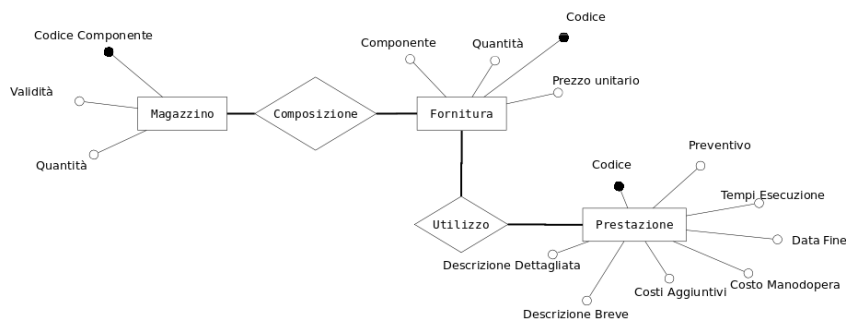 Codice
Codice Componente
Componente
Quantità
Prezzo unitario
Validità
Magazzino
Composizione
Fornitura
Quantità
Preventivo
Codice
Tempi Esecuzione
Utilizzo
Prestazione
Data Fine
Descrizione Dettagliata
Costo Manodopera
Costi Aggiuntivi
Descrizione Breve